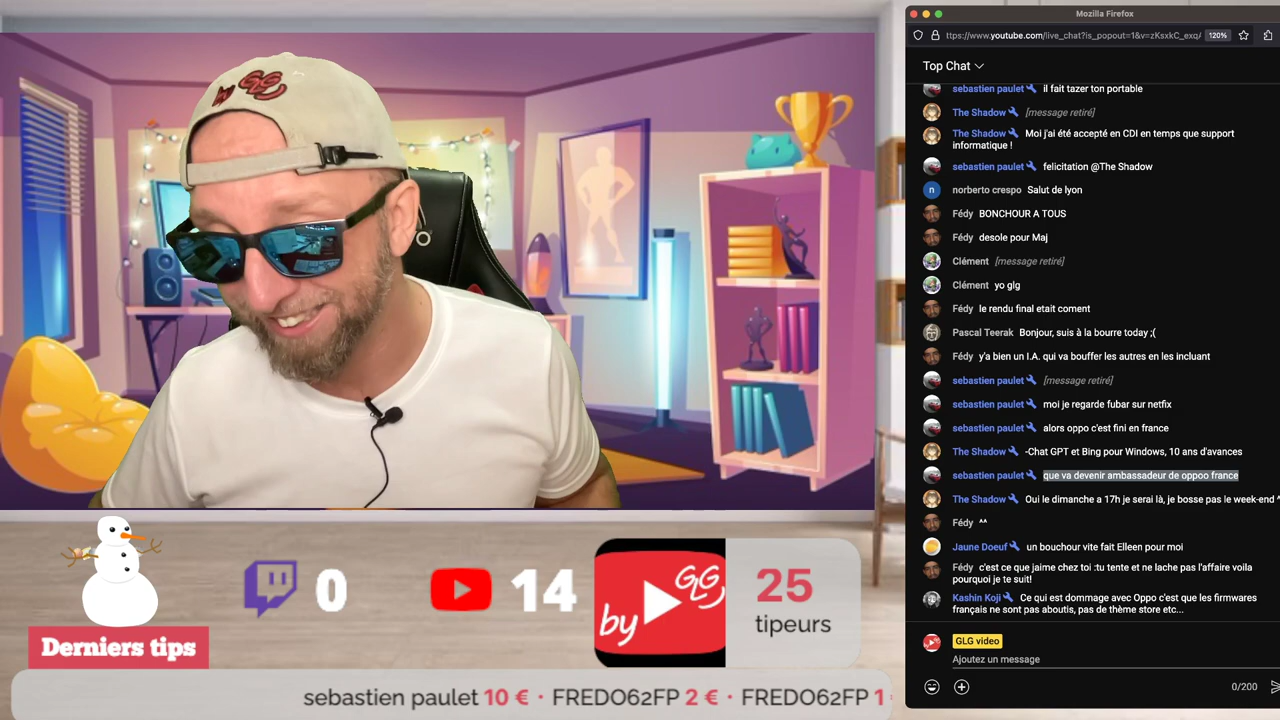 by GLG
Mozilla Firefox
ttps://www.youtube.com/live_chat?is_popout=1&v=zKsxkC_exq/
120%
Top Chat
sebastien paulet il fait tazer ton portable
The Shadow [message retiré]
The Shadow Moi j'ai été accepté en CDI en temps que support
informatique !
sebastien paulet felicitation @The Shadow
n norberto crespo Salut de lyon
Fédy BONCHOUR A TOUS
Fédy desole pour Maj
Clément [message retiré]
Clément yo glg
Fédy le rendu final etait coment
Pascal Teerak Bonjour, suis à la bourre today ;(
Fédy y'a bien un I.A. qui va bouffer les autres en les incluant
sebastien paulet [message retiré]
sebastien paulet moi je regarde fubar sur netfix
sebastien paulet alors oppo c'est fini en france
The Shadow -Chat GPT et Bing pour Windows, 10 ans d'avances
sebastien paulet que va devenir ambassadeur de oppoo france
The Shadow Oui le dimanche a 17h je serai là, je bosse pas le week-end ^
Fédy ^^
Jaune Doeuf un bouchour vite fait Elleen pour moi
Fédy c'est ce que jaime chez toi :tu tente et ne lache pas l'affaire voila
pourquoi je te suit!
Kashin Koji Ce qui est dommage avec Oppo c'est que les firmwares
français ne sont pas aboutis, pas de thème store etc...
GLG video
Ajoutez un message
0/200
0
14
by GLG
25
tipeurs
Derniers tips
sebastien paulet 10 € · FREDO62FP 2 € · FREDO62FP 1